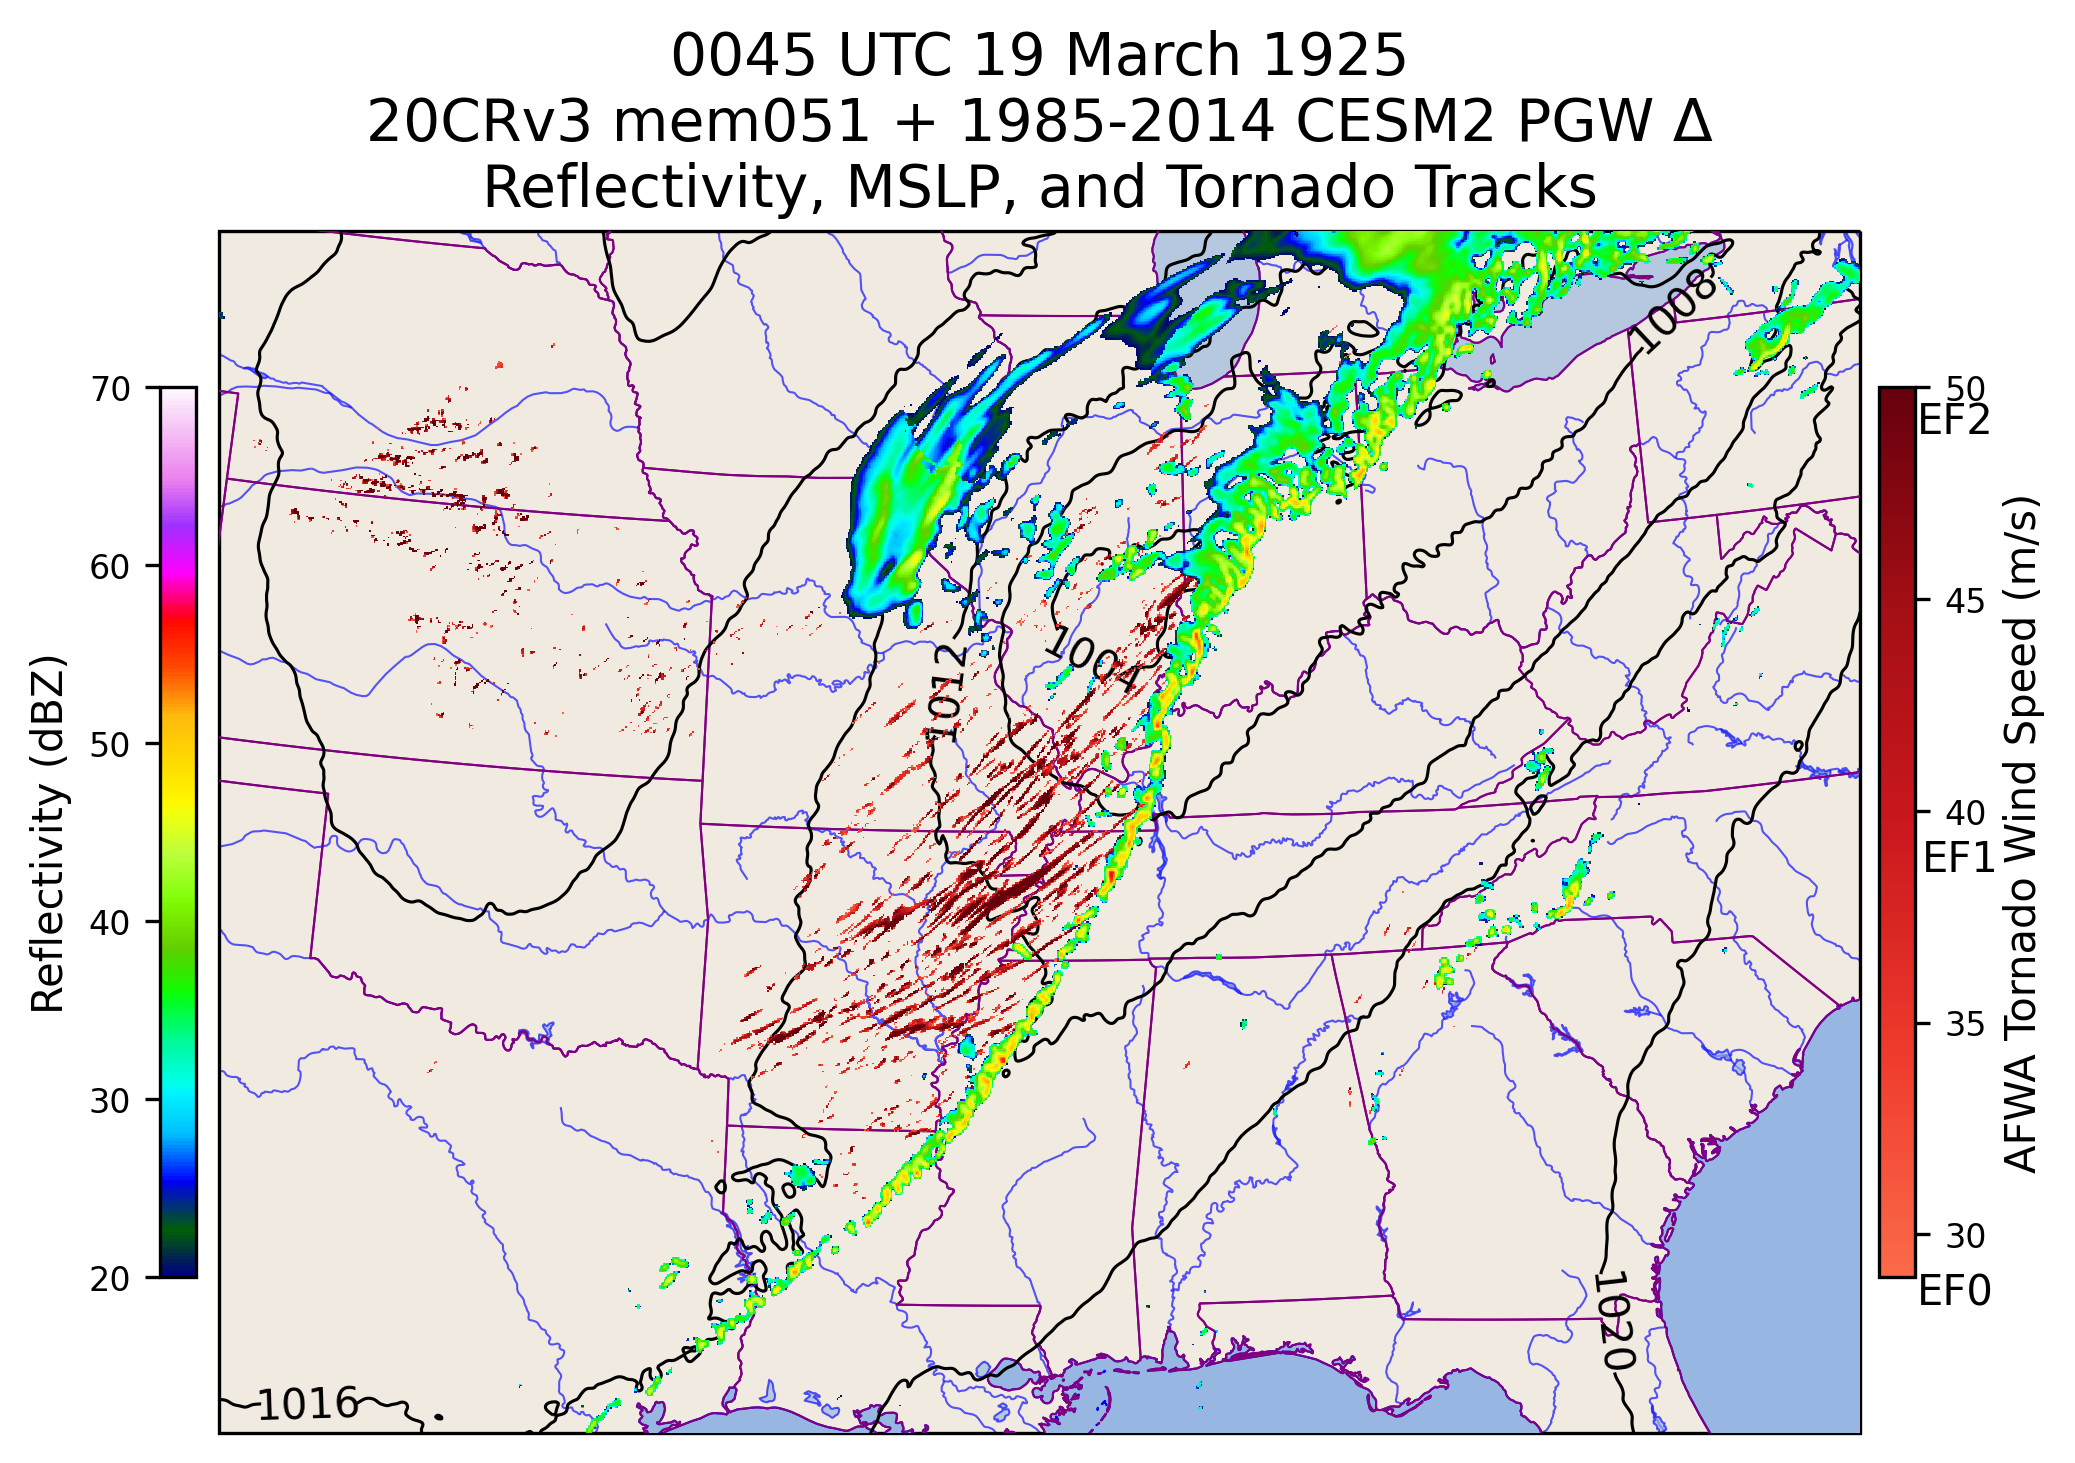 0045 UTC 19 March 1925
20CRv3 mem051 + 1985-2014 CESM2 PGW Δ
Reflectivity, MSLP, and Tornado Tracks
70
60
50
40
30
20
Reflectivity (dBZ)
1008
1004
1012
1016
1020
50
EF2
45
40
EF1
35
30
EF0
AFWA Tornado Wind Speed (m/s)